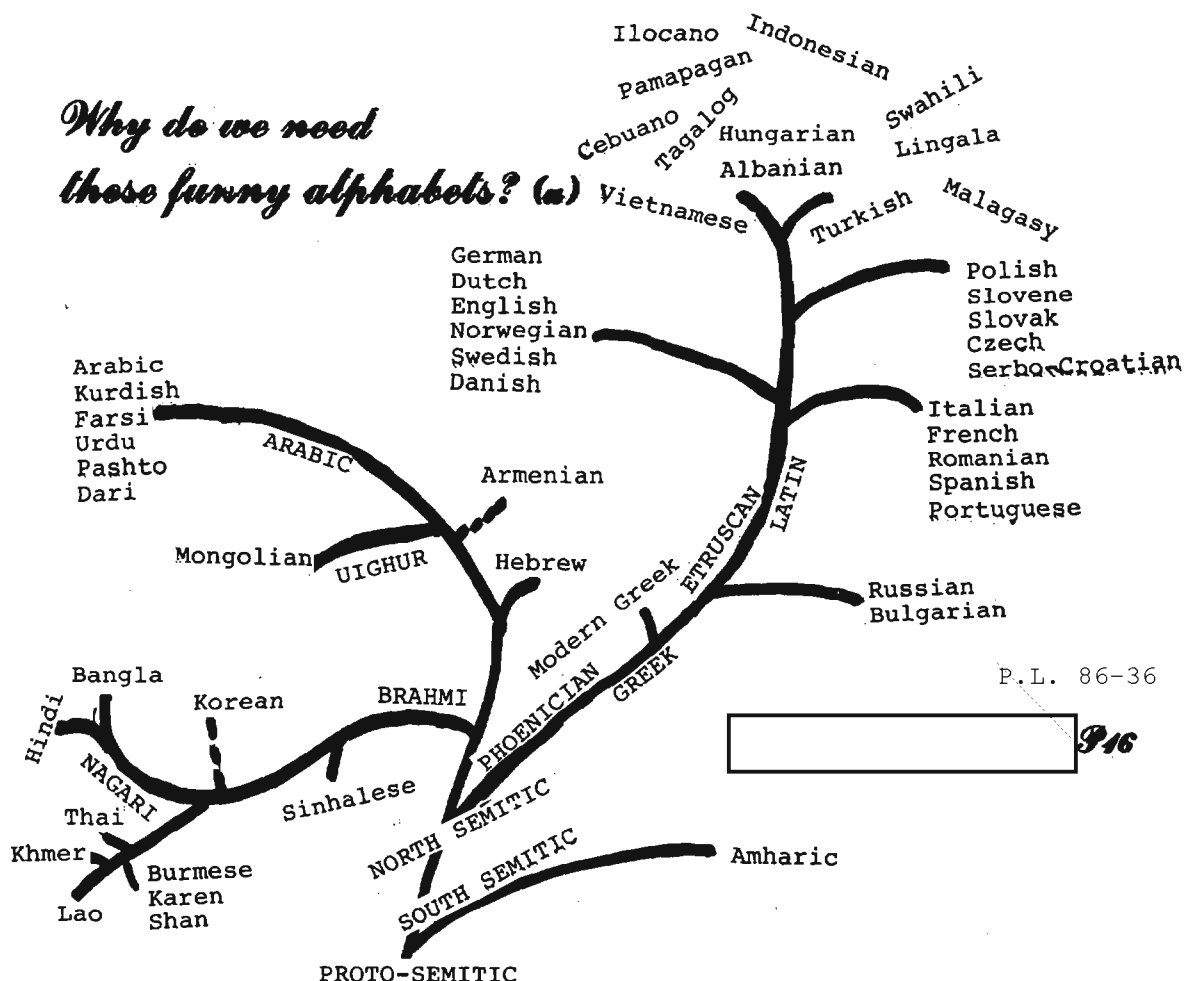 Why do we need
these funny alphabets? (u)
Ilocano
Indonesian
Pamapagan
Swahili
Cebuano
Tagalog
Hungarian
Albanian
Lingala
Vietnamese
Turkish
Malagasy
German
Dutch
English
Norwegian
Swedish
Danish
Polish
Slovene
Slovak
Czech
Serbo-Croatian
Arabic
Kurdish
Farsi
Urdu
Pashto
Dari
ARABIC
Italian
French
Romanian
Spanish
Portuguese
Armenian
LATIN
ETRUSCAN
Mongolian
UIGHUR
Hebrew
Modern Greek
Russian
Bulgarian
PHOENICIAN
GREEK
Bangla
Hindi
Korean
BRAHMI
P.L. 86-36
P16
NAGARI
Sinhalese
Thai
Khmer
Burmese
Karen
Shan
Lao
NORTH SEMITIC
SOUTH SEMITIC
Amharic
PROTO-SEMITIC